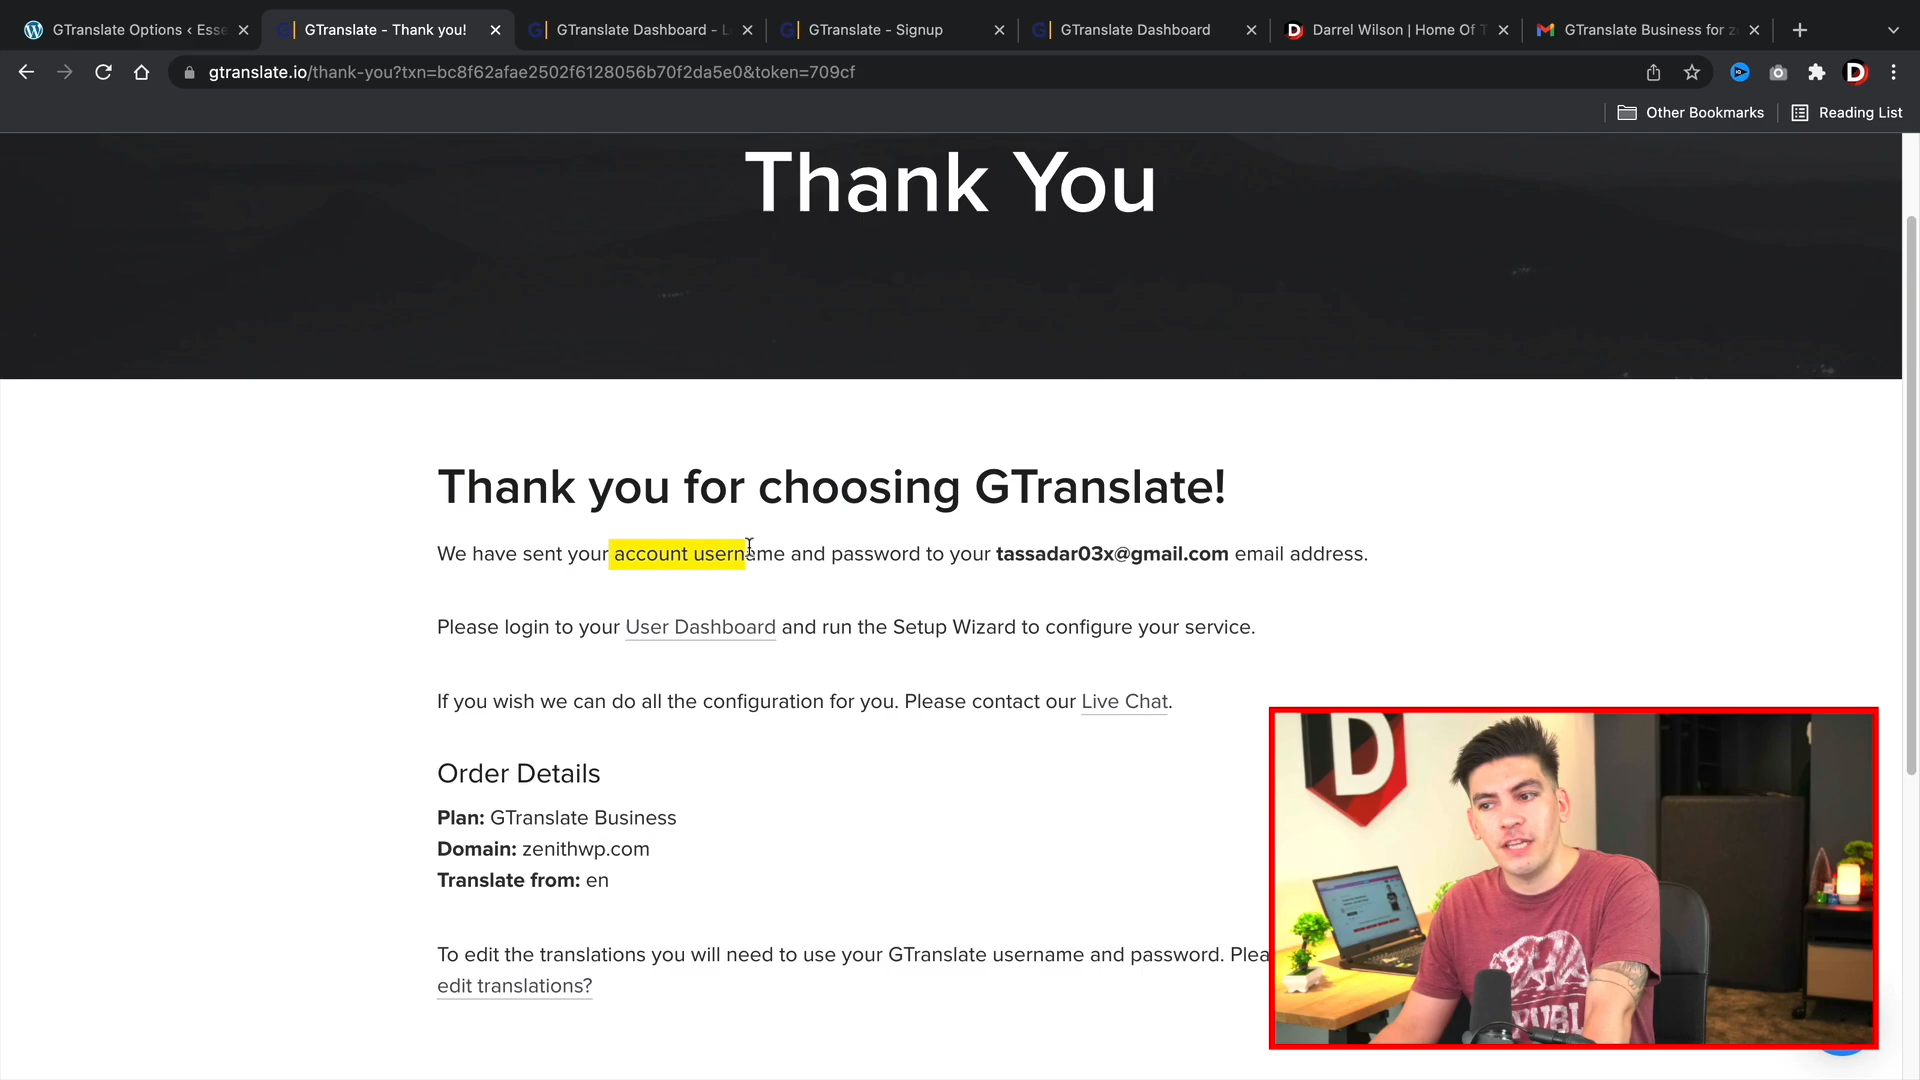 GTranslate Options ‹ Esse
GTranslate - Thank you!
GTranslate Dashboard - L
GTranslate - Signup
GTranslate Dashboard
Darrel Wilson | Home Of T
GTranslate Business for ze
gtranslate.io/thank-you?txn=bc8f62afae2502f6128056b70f2da5e0&token=709cf
Other Bookmarks
Reading List
Thank You
Thank you for choosing GTranslate!
We have sent your account username and password to your tassadar03x@gmail.com email address.
Please login to your User Dashboard and run the Setup Wizard to configure your service.
If you wish we can do all the configuration for you. Please contact our Live Chat.
Order Details
Plan: GTranslate Business
Domain: zenithwp.com
Translate from: en
To edit the translations you will need to use your GTranslate username and password. Plea
edit translations?